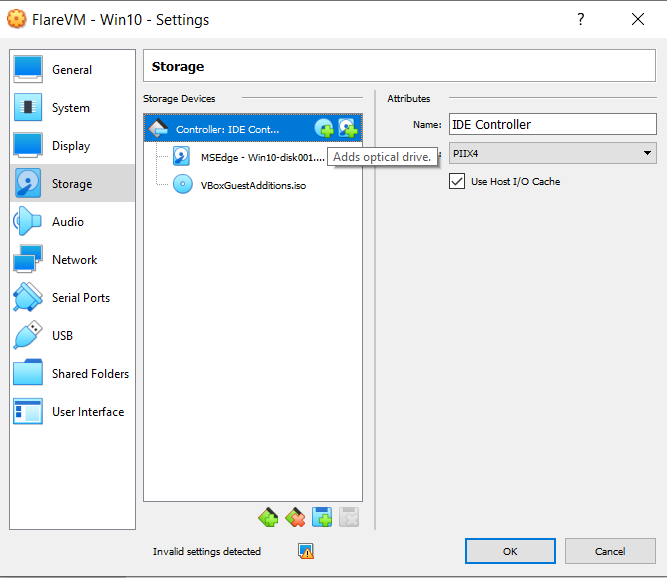 FlareVM - Win10 - Settings
?
General
System
Display
Storage
Audio
Network
Serial Ports
USB
Shared Folders
User Interface
Storage
Storage Devices
Controller: IDE Cont...
MSEdge - Win10-disk001....
VBoxGuestAdditions.iso
Adds optical drive.
Attributes
Name: IDE Controller
: PIIX4
Use Host I/O Cache
Invalid settings detected
OK
Cancel